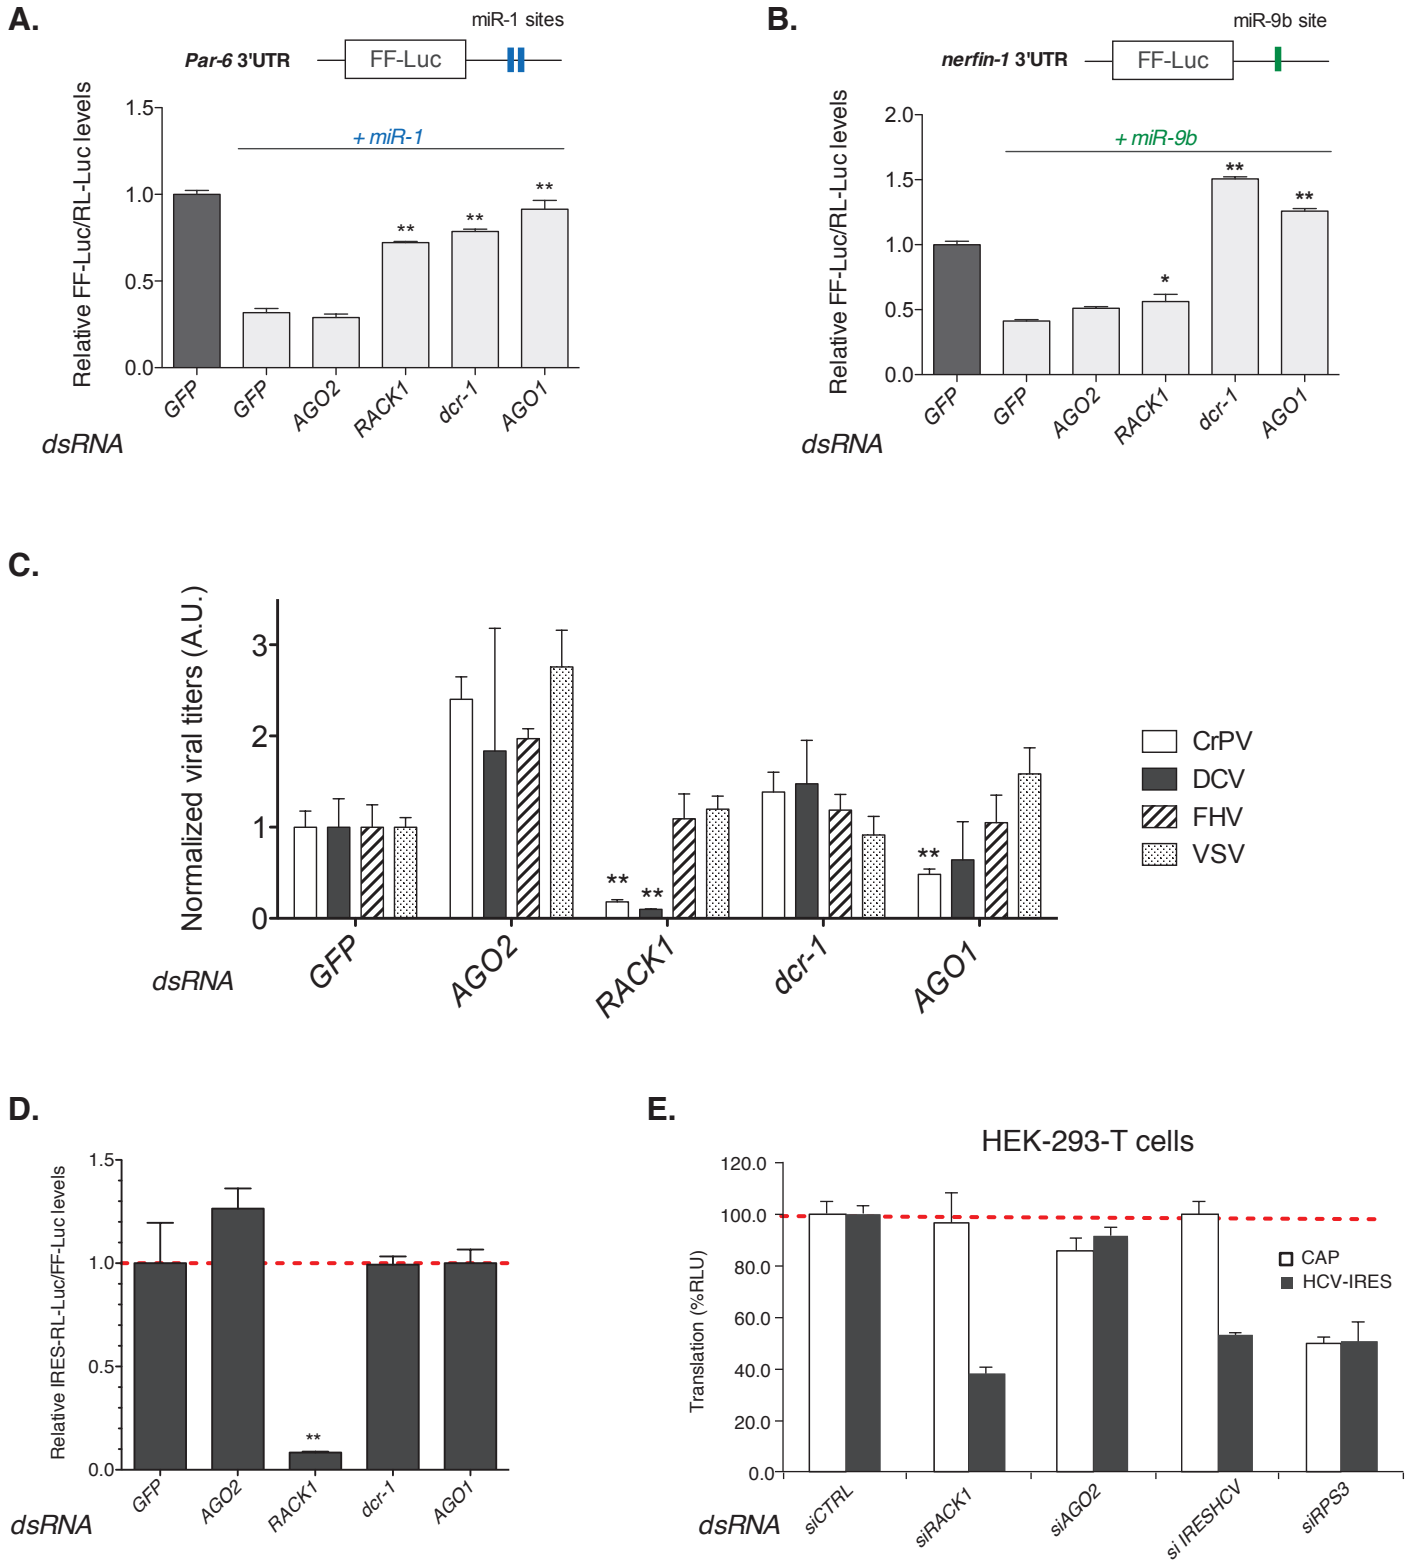 A.
miR-1 sites
Par-6 3'UTR
FF-Luc
Relative FF-Luc/RL-Luc levels
1.5
1.0
0.5
0.0
+ miR-1
**
**
**
GFP
GFP
AGO2
RACK1
dcr-1
AGO1
dsRNA
B.
miR-9b site
nerfin-1 3'UTR
FF-Luc
Relative FF-Luc/RL-Luc levels
2.0
1.5
1.0
0.5
0.0
+ miR-9b
*
**
**
GFP
GFP
AGO2
RACK1
dcr-1
AGO1
dsRNA
C.
Normalized viral titers (A.U.)
3
2
1
0
**
**
**
GFP
AGO2
RACK1
dcr-1
AGO1
dsRNA
CrPV
DCV
FHV
VSV
D.
Relative IRES-RL-Luc/FF-Luc levels
1.5
1.0
0.5
0.0
**
GFP
AGO2
RACK1
dcr-1
AGO1
dsRNA
E.
HEK-293-T cells
Translation (%RLU)
120.0
100.0
80.0
60.0
40.0
20.0
0.0
CAP
HCV-IRES
siCTRL
siRACK1
siAGO2
si IRESHCV
siRPS3
dsRNA